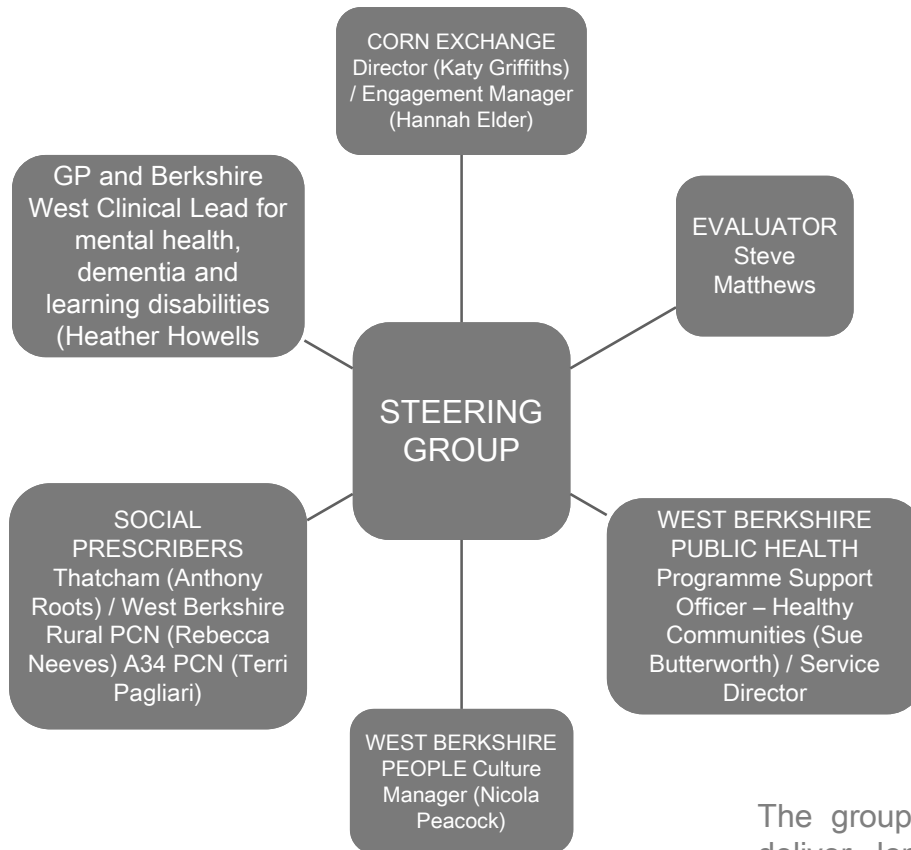 CORN EXCHANGE
Director (Katy Griffiths)
/ Engagement Manager
(Hannah Elder)
GP and Berkshire
West Clinical Lead for
mental health,
dementia and
learning disabilities
(Heather Howells
EVALUATOR
Steve
Matthews
STEERING
GROUP
SOCIAL
PRESCRIBERS
Thatcham (Anthony
Roots) / West Berkshire
Rural PCN (Rebecca
Neeves) A34 PCN (Terri
Pagliari)
WEST BERKSHIRE
PUBLIC HEALTH
Programme Support
Officer – Healthy
Communities (Sue
Butterworth) / Service
Director
WEST BERKSHIRE
PEOPLE Culture
Manager (Nicola
Peacock)
The group
deliver